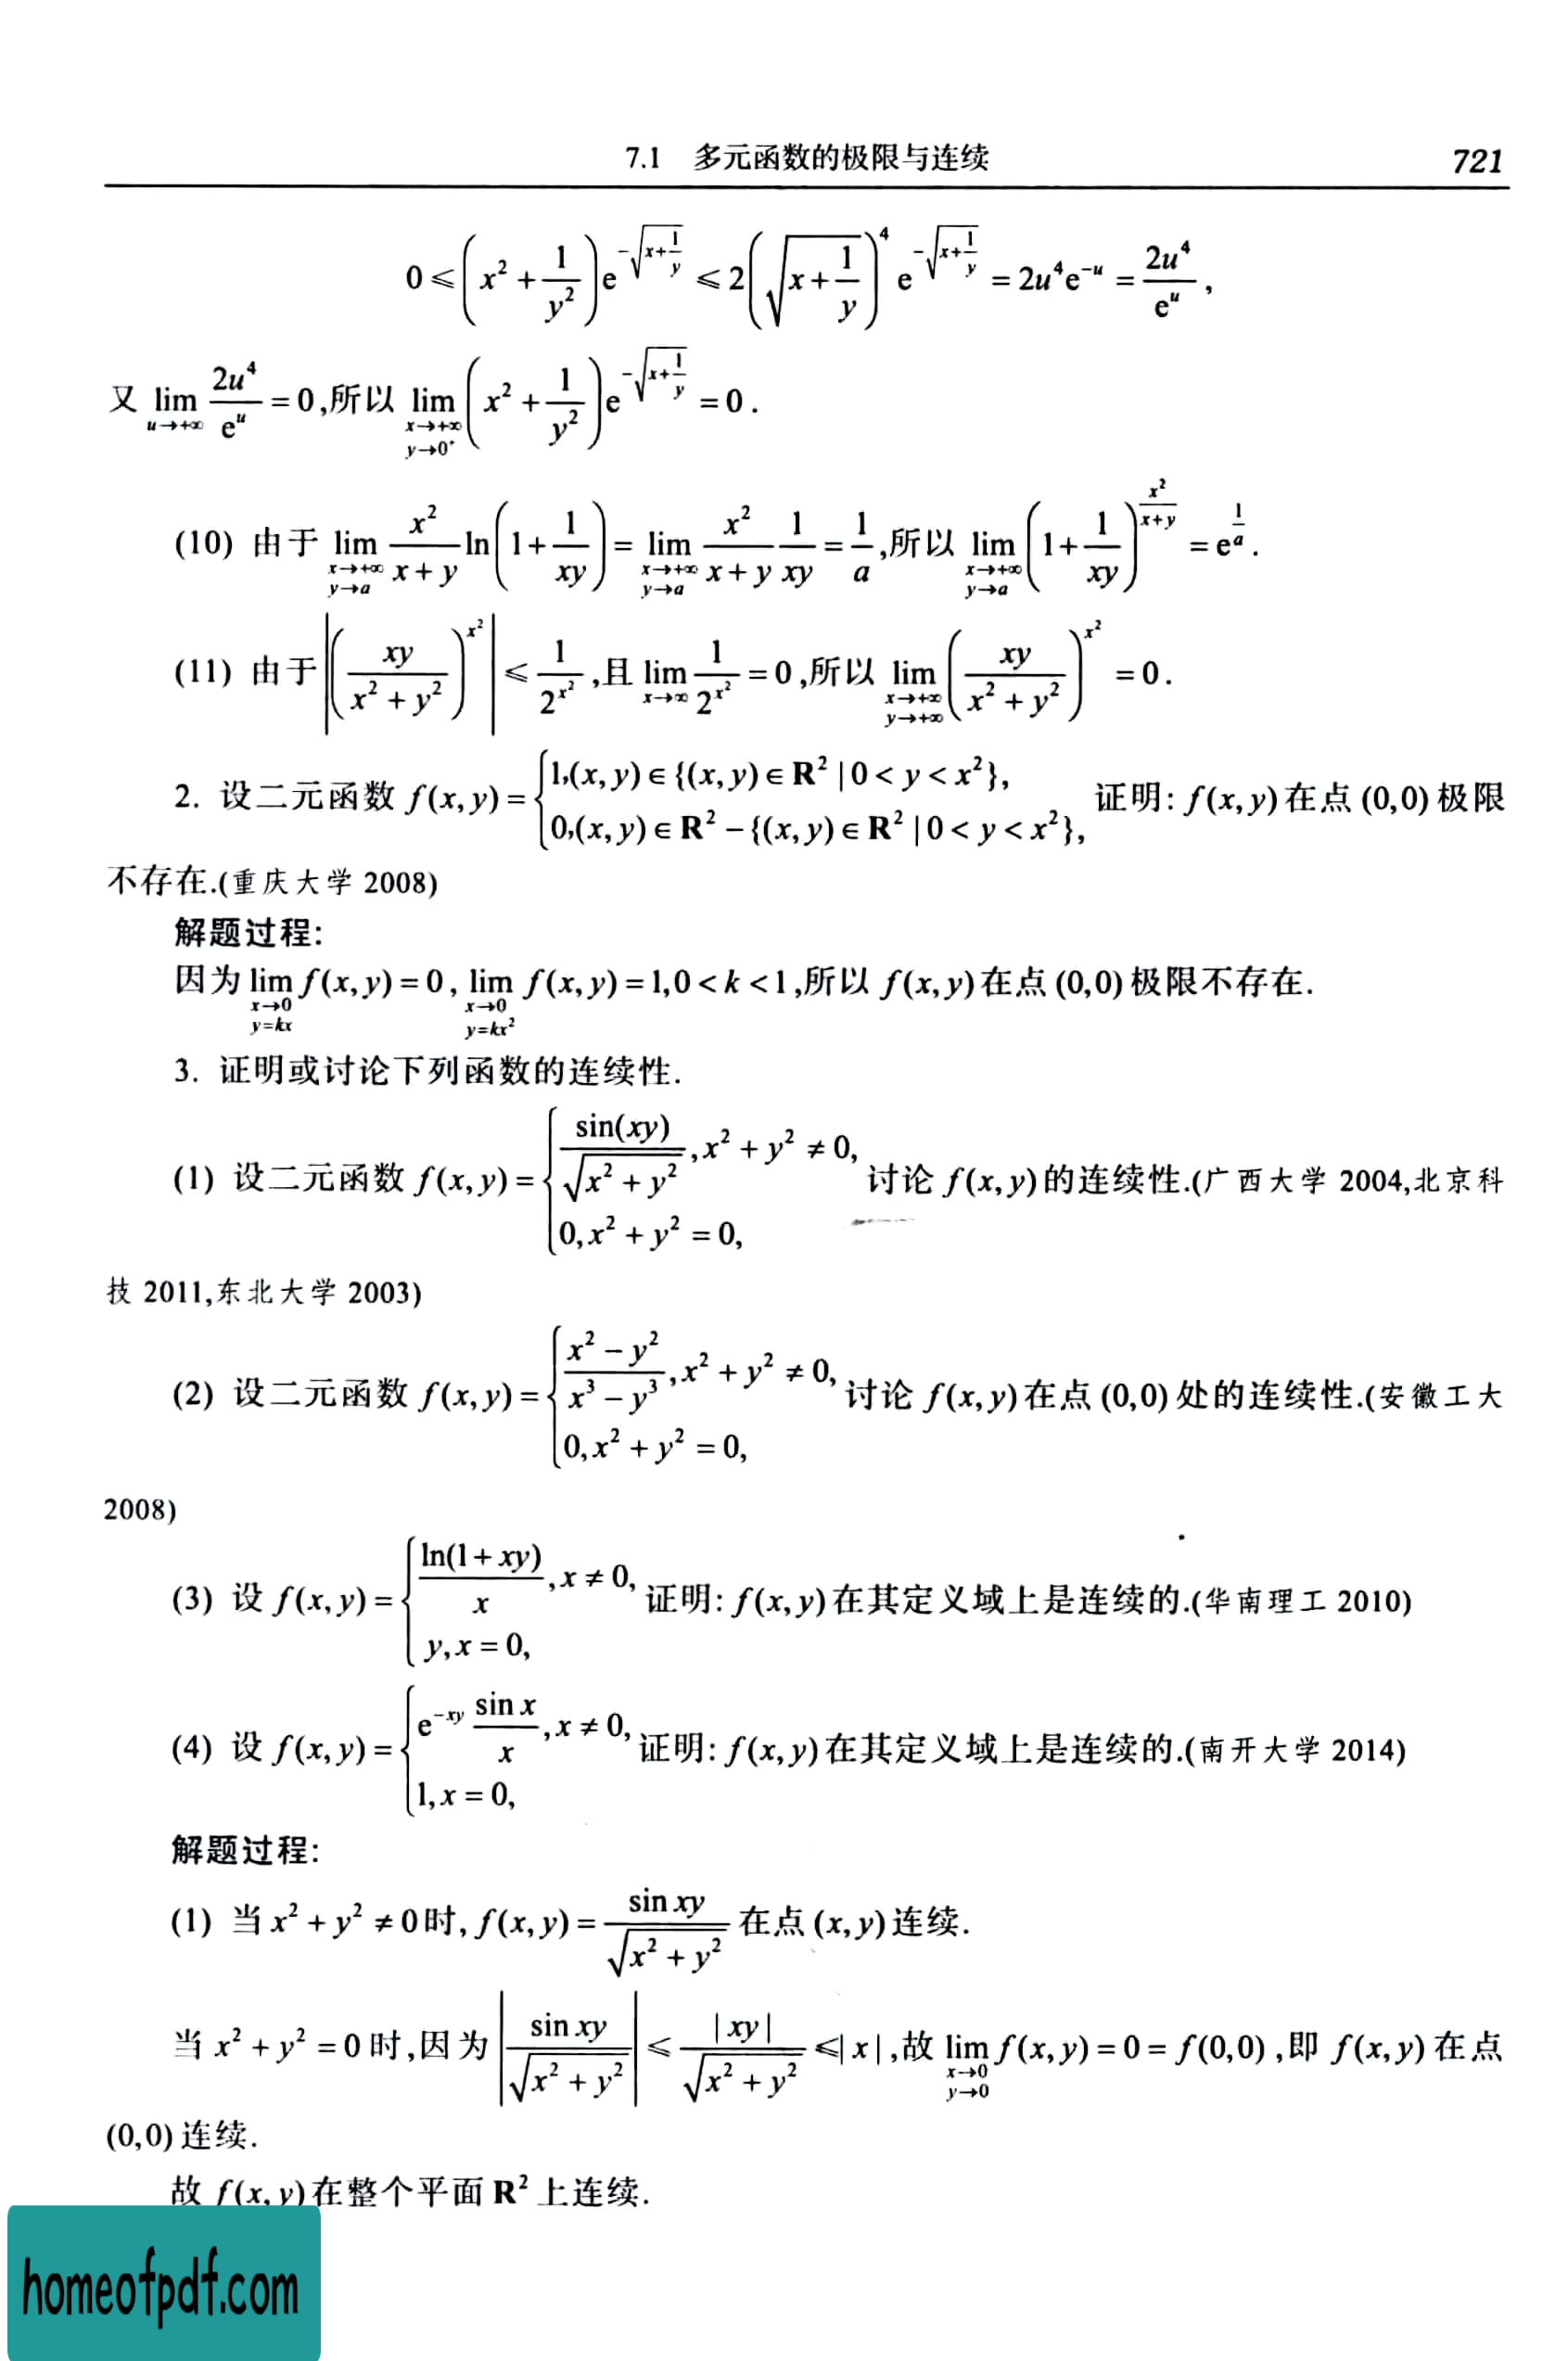 7.1 多元函数的极限与连续 721
$0\leqslant\left(x^2+\frac{1}{y^2}\right)e^{-\sqrt{x+\frac{1}{y}}}\leqslant 2\left(\sqrt{x+\frac{1}{y}}\right)^4e^{-\sqrt{x+\frac{1}{y}}}=2u^4e^{-u}=\frac{2u^4}{e^u},$
又 $\lim_{u\to+\infty}\frac{2u^4}{e^u}=0$,所以 $\lim_{x\to+\infty \atop y\to0^+}\left(x^2+\frac{1}{y^2}\right)e^{-\sqrt{x+\frac{1}{y}}}=0.$
(10) 由于 $\lim_{x\to+\infty \atop y\to a}\frac{x^2}{x+y}\ln\left(1+\frac{1}{xy}\right)=\lim_{x\to+\infty \atop y\to a}\frac{x^2}{x+y}\frac{1}{xy}=\frac{1}{a}$,所以 $\lim_{x\to+\infty \atop y\to a}\left(1+\frac{1}{xy}\right)^{\frac{x^2}{x+y}}=e^{\frac{1}{a}}.$
(11) 由于 $\left|\left(\frac{xy}{x^2+y^2}\right)^{x^2}\right|\leqslant\frac{1}{2^{x^2}}$,且 $\lim_{x\to\infty}\frac{1}{2^{x^2}}=0$,所以 $\lim_{x\to+\infty \atop y\to+\infty}\left(\frac{xy}{x^2+y^2}\right)^{x^2}=0.$
2. 设二元函数 $f(x,y)=\begin{cases}1,(x,y)\in\{(x,y)\in\mathbf{R}^2|0<y<x^2\},\\0,(x,y)\in\mathbf{R}^2-\{(x,y)\in\mathbf{R}^2|0<y<x^2\},\end{cases}$ 证明: $f(x,y)$ 在点 (0,0) 极限
不存在.(重庆大学 2008)
解题过程:
因为 $\lim_{x\to0 \atop y=kx}f(x,y)=0$, $\lim_{x\to0 \atop y=kx^2}f(x,y)=1,0<k<1$,所以 $f(x,y)$ 在点 (0,0) 极限不存在.
3. 证明或讨论下列函数的连续性.
(1) 设二元函数 $f(x,y)=\begin{cases}\frac{\sin(xy)}{\sqrt{x^2+y^2}},x^2+y^2\neq0,\\0,x^2+y^2=0,\end{cases}$ 讨论 $f(x,y)$ 的连续性.(广西大学 2004,北京科
技 2011,东北大学 2003)
(2) 设二元函数 $f(x,y)=\begin{cases}\frac{x^2-y^2}{x^3-y^3},x^2+y^2\neq0,\\0,x^2+y^2=0,\end{cases}$ 讨论 $f(x,y)$ 在点 (0,0) 处的连续性.(安徽工大
2008)
(3) 设 $f(x,y)=\begin{cases}\frac{\ln(1+xy)}{x},x\neq0,\\y,x=0,\end{cases}$ 证明: $f(x,y)$ 在其定义域上是连续的.(华南理工 2010)
(4) 设 $f(x,y)=\begin{cases}e^{-xy}\frac{\sin x}{x},x\neq0,\\1,x=0,\end{cases}$ 证明: $f(x,y)$ 在其定义域上是连续的.(南开大学 2014)
解题过程:
(1) 当 $x^2+y^2\neq0$ 时, $f(x,y)=\frac{\sin xy}{\sqrt{x^2+y^2}}$ 在点 $(x,y)$ 连续.
当 $x^2+y^2=0$ 时,因为 $\left|\frac{\sin xy}{\sqrt{x^2+y^2}}\right|\leqslant\frac{|xy|}{\sqrt{x^2+y^2}}\leqslant|x|$,故 $\lim_{x\to0 \atop y\to0}f(x,y)=0=f(0,0)$,即 $f(x,y)$ 在点
(0,0) 连续.
故 $f(x,y)$ 在整个平面 $\mathbf{R}^2$ 上连续.
homeofpdf.com